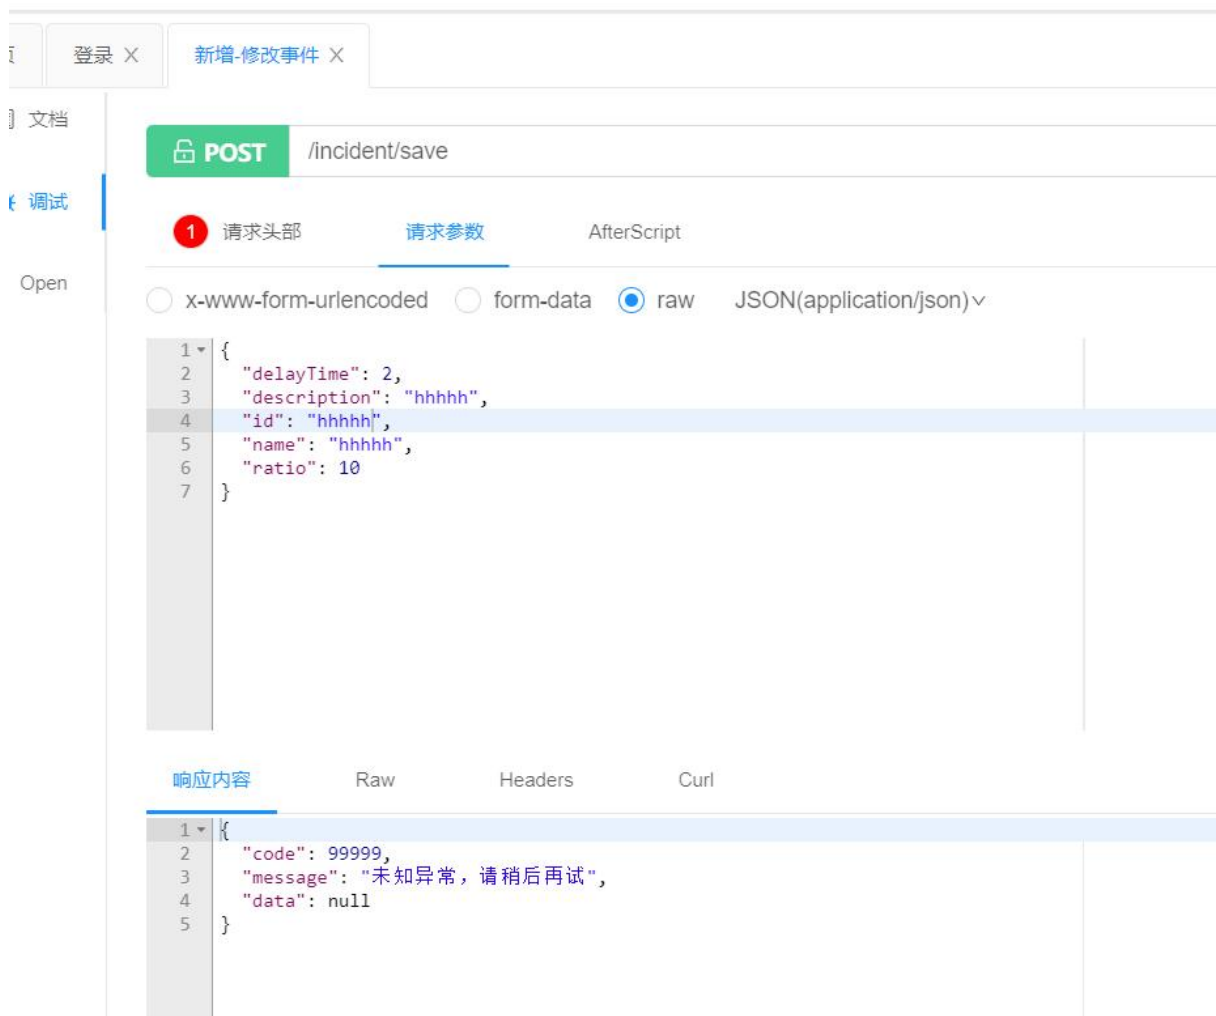 登录
新增-修改事件
文档
POST /incident/save
调试
1 请求头部 请求参数 AfterScript
Open
x-www-form-urlencoded form-data raw JSON(application/json)
1 {
2 "delayTime": 2,
3 "description": "hhhhh",
4 "id": "hhhhh",
5 "name": "hhhhh",
6 "ratio": 10
7 }
响应内容 Raw Headers Curl
1 {
2 "code": 99999,
3 "message": "未知异常，请稍后再试",
4 "data": null
5 }